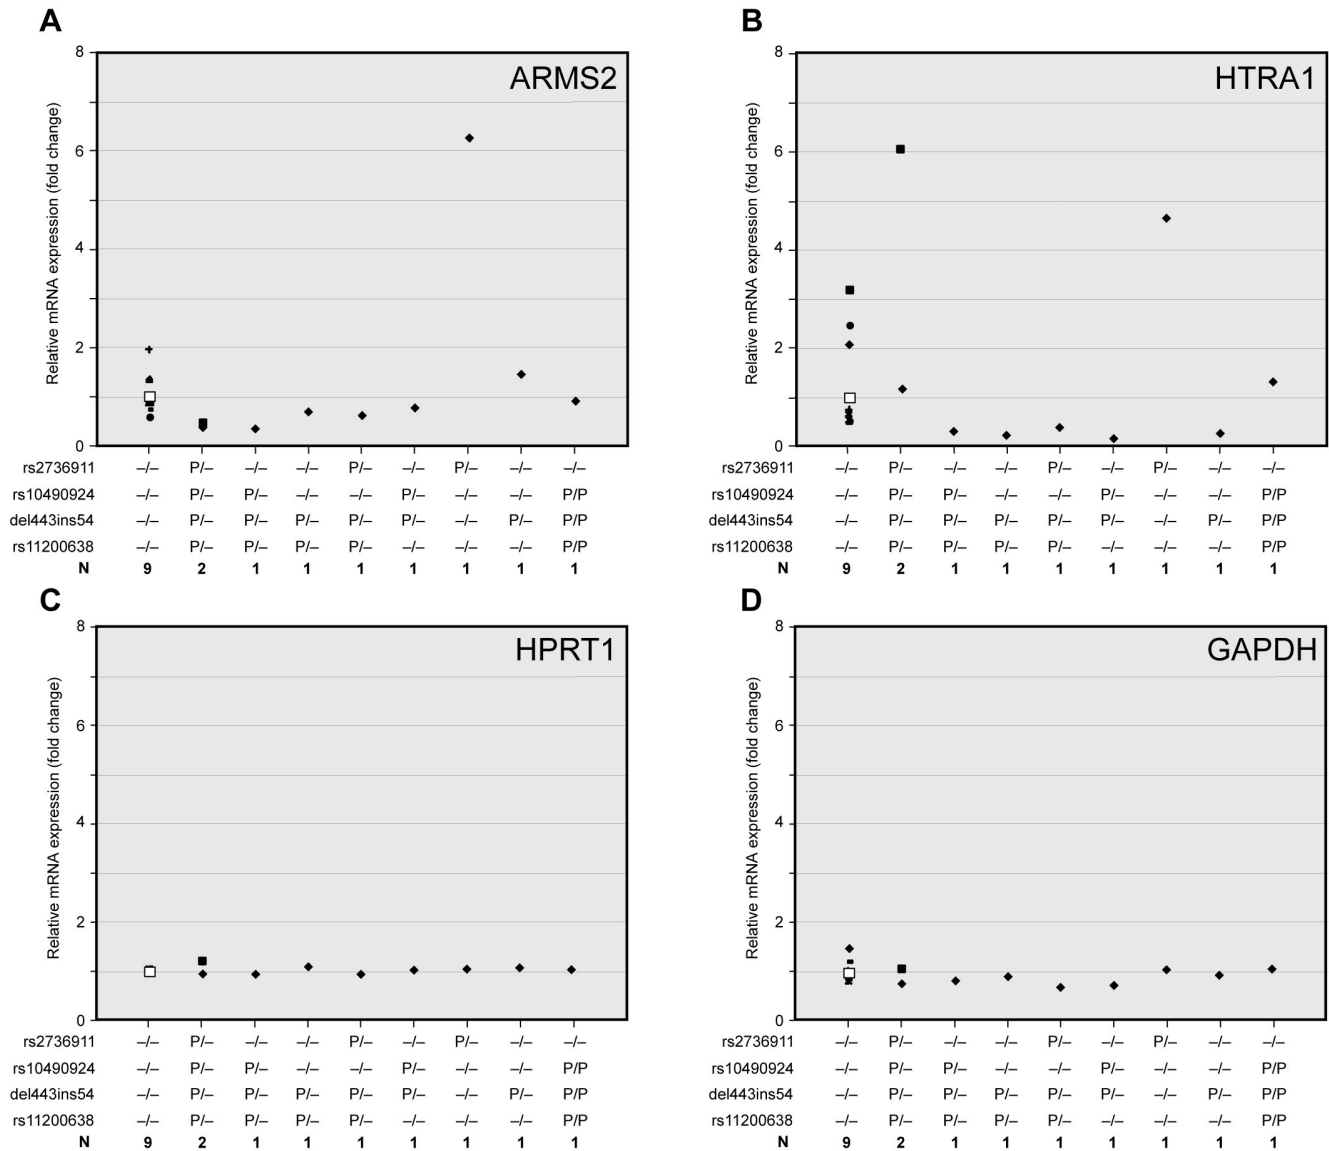 A
ARMS2
Relative mRNA expression (fold change)
8
6
4
2
0
rs2736911 –/– P/– –/– –/– P/– –/– P/– –/– –/–
rs10490924 –/– P/– P/– –/– –/– P/– –/– –/– P/P
del443ins54 –/– P/– P/– P/– P/– P/– –/– P/– P/P
rs11200638 –/– P/– P/– P/– P/– –/– –/– –/– P/P
N 9 2 1 1 1 1 1 1 1
B
HTRA1
Relative mRNA expression (fold change)
8
6
4
2
0
rs2736911 –/– P/– –/– –/– P/– –/– P/– –/– –/–
rs10490924 –/– P/– P/– –/– –/– P/– –/– –/– P/P
del443ins54 –/– P/– P/– P/– P/– P/– –/– P/– P/P
rs11200638 –/– P/– P/– P/– P/– –/– –/– –/– P/P
N 9 2 1 1 1 1 1 1 1
C
HPRT1
Relative mRNA expression (fold change)
8
6
4
2
0
rs2736911 –/– P/– –/– –/– P/– –/– P/– –/– –/–
rs10490924 –/– P/– P/– –/– –/– P/– –/– –/– P/P
del443ins54 –/– P/– P/– P/– P/– P/– –/– P/– P/P
rs11200638 –/– P/– P/– P/– P/– –/– –/– –/– P/P
N 9 2 1 1 1 1 1 1 1
D
GAPDH
Relative mRNA expression (fold change)
8
6
4
2
0
rs2736911 –/– P/– –/– –/– P/– –/– P/– –/– –/–
rs10490924 –/– P/– P/– –/– –/– P/– –/– –/– P/P
del443ins54 –/– P/– P/– P/– P/– P/– –/– P/– P/P
rs11200638 –/– P/– P/– P/– P/– –/– –/– –/– P/P
N 9 2 1 1 1 1 1 1 1